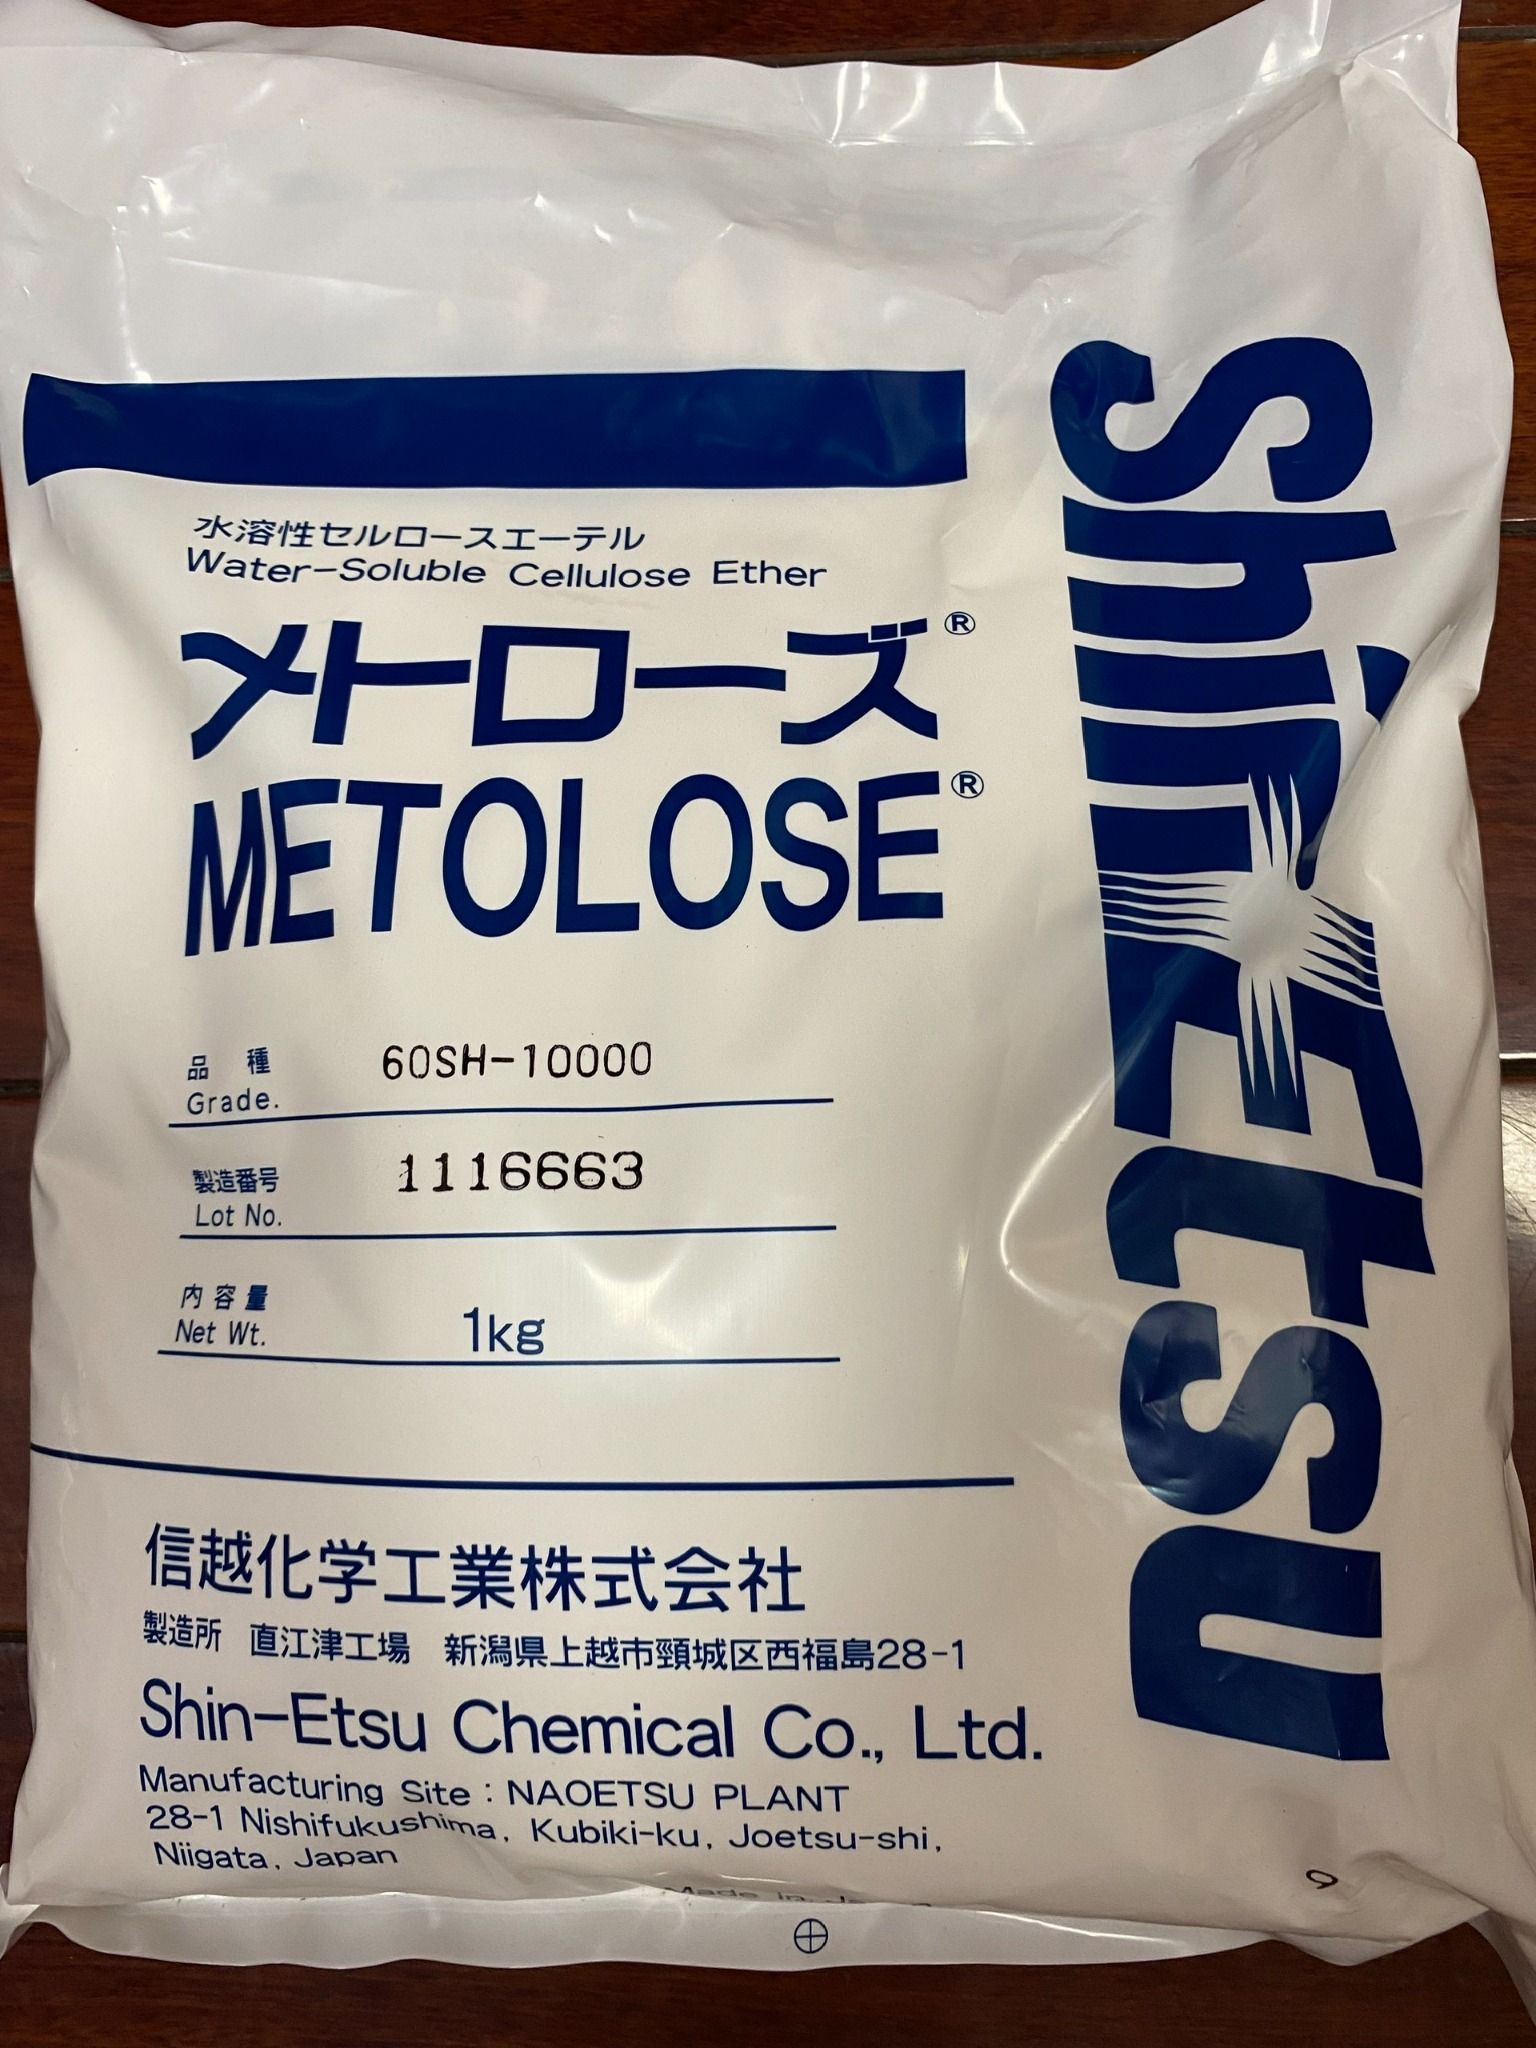 水溶性セルロースエーテル
Water-Soluble Cellulose Ether
メトローズ®
METOLOSE®
品種 60SH-10000
Grade.
製造番号 1116663
Lot No.
内容量 1kg
Net Wt.
信越化学工業株式会社
製造所 直江津工場 新潟県上越市頸城区西福島28-1
Shin-Etsu Chemical Co., Ltd.
Manufacturing Site : NAOETSU PLANT
28-1 Nishifukushima, Kubiki-ku, Joetsu-shi,
Niigata, Japan
Made in Japan
9
ShinEtsu